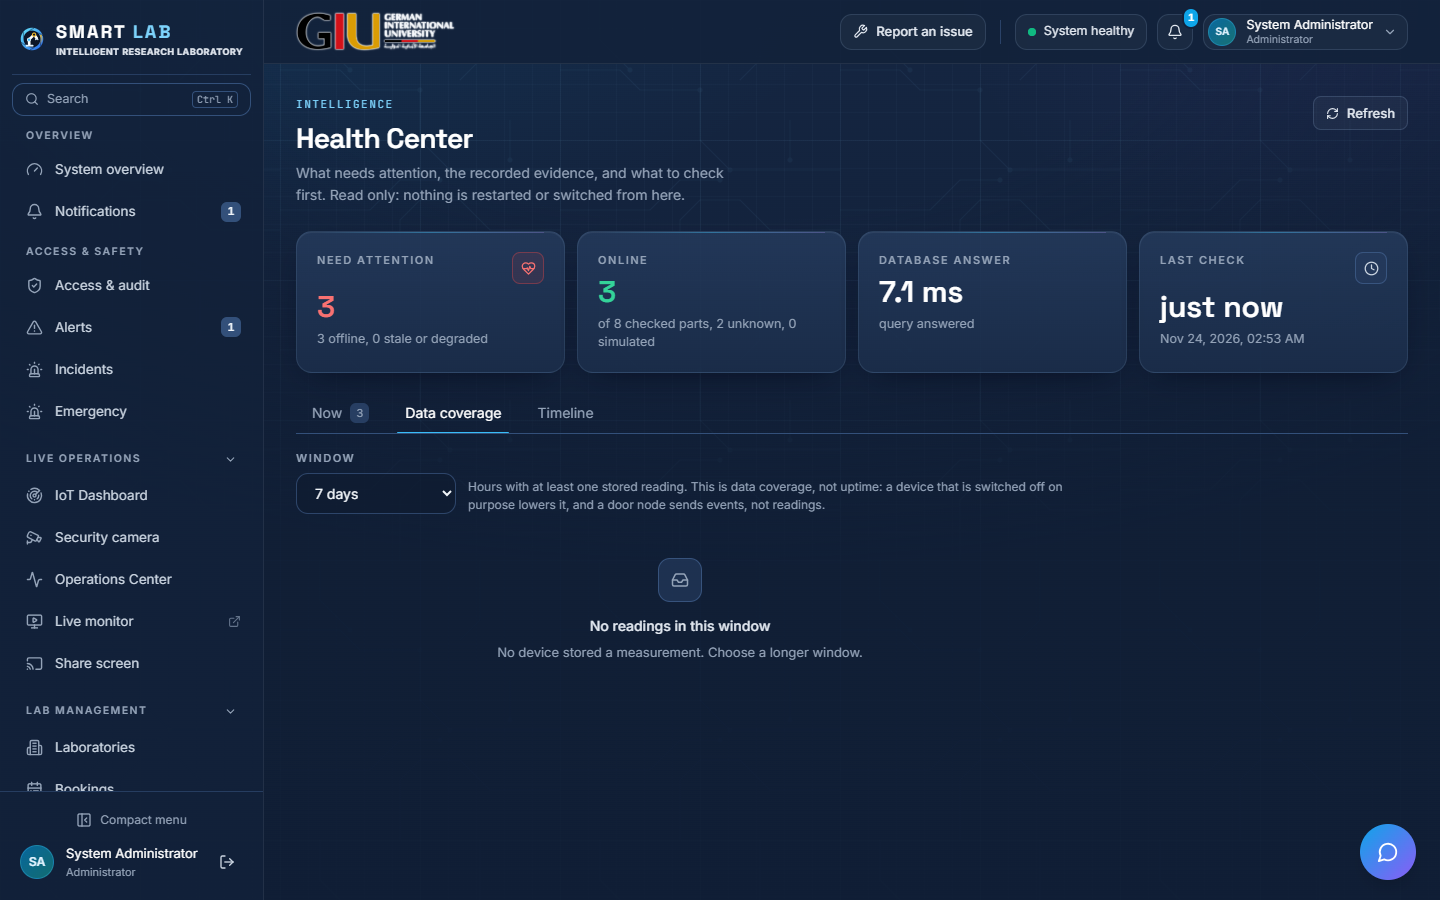 SMART LAB
INTELLIGENT RESEARCH LABORATORY
Search
Ctrl K
OVERVIEW
System overview
Notifications
1
ACCESS & SAFETY
Access & audit
Alerts
1
Incidents
Emergency
LIVE OPERATIONS
IoT Dashboard
Security camera
Operations Center
Live monitor
Share screen
LAB MANAGEMENT
Laboratories
Bookings
Compact menu
SA
System Administrator
Administrator
GIU
GERMAN
INTERNATIONAL
UNIVERSITY
Report an issue
System healthy
1
SA
System Administrator
Administrator
INTELLIGENCE
Health Center
What needs attention, the recorded evidence, and what to check
first. Read only: nothing is restarted or switched from here.
Refresh
NEED ATTENTION
3
3 offline, 0 stale or degraded
ONLINE
3
of 8 checked parts, 2 unknown, 0
simulated
DATABASE ANSWER
7.1 ms
query answered
LAST CHECK
just now
Nov 24, 2026, 02:53 AM
Now 3
Data coverage
Timeline
WINDOW
7 days
Hours with at least one stored reading. This is data coverage, not uptime: a device that is switched off on
purpose lowers it, and a door node sends events, not readings.
No readings in this window
No device stored a measurement. Choose a longer window.